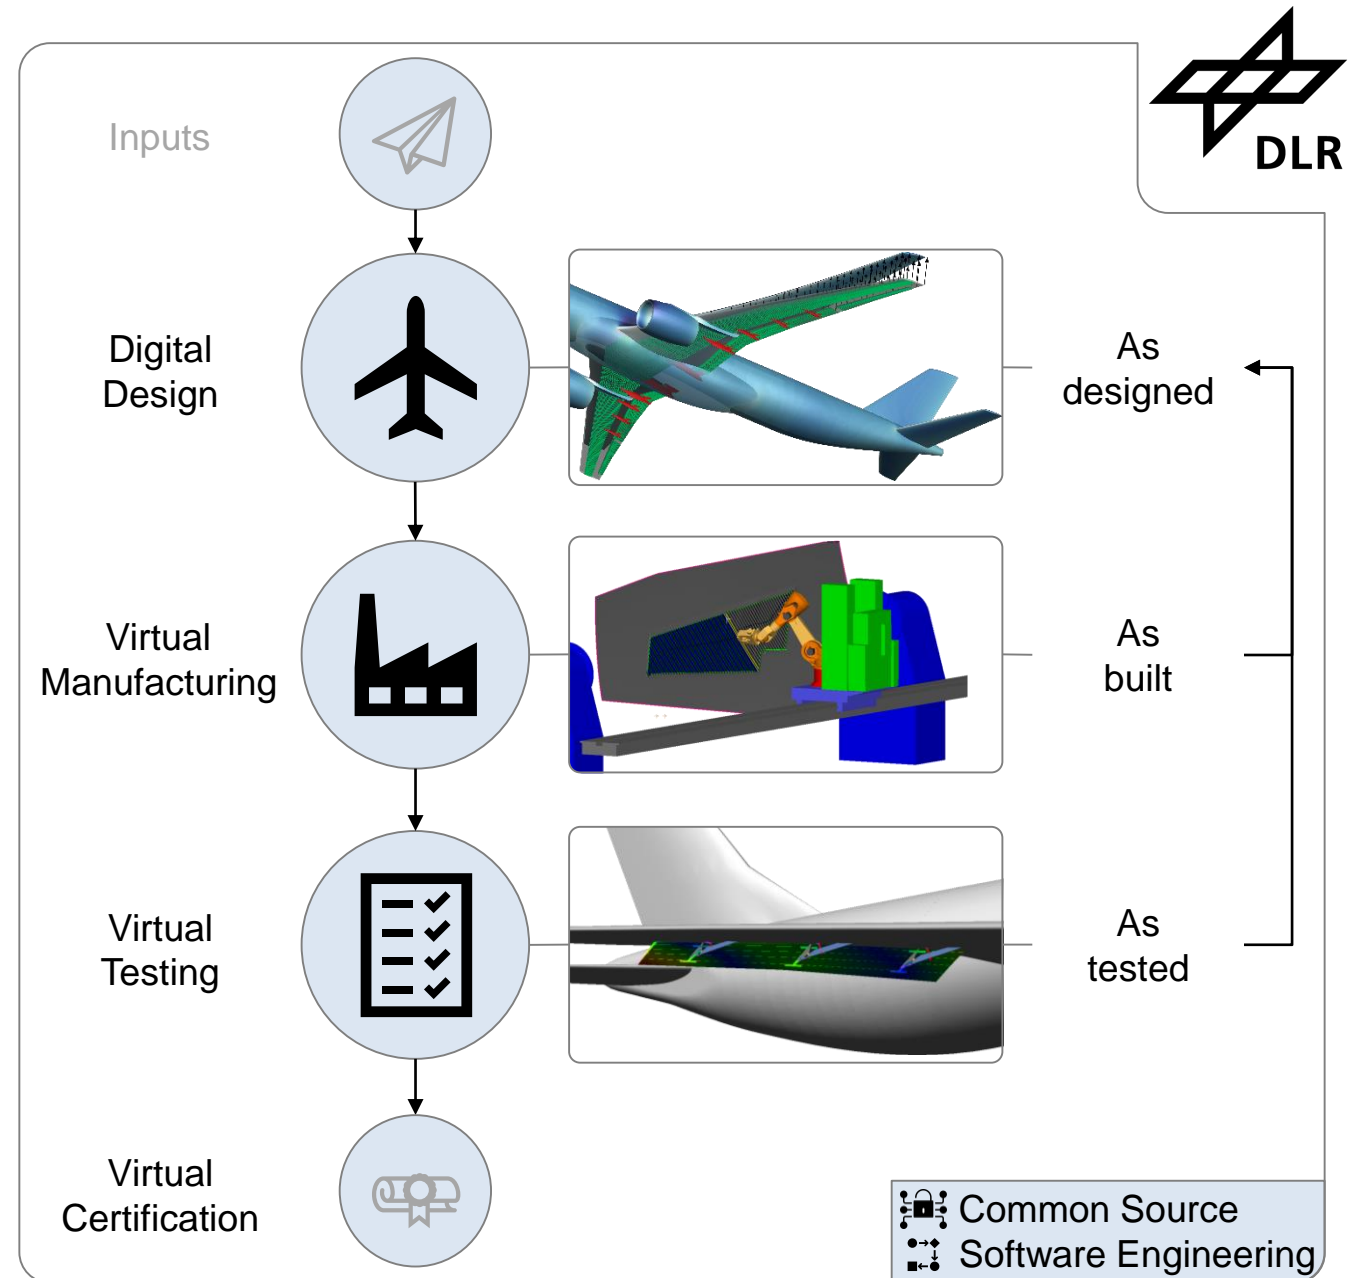 DLR
Inputs
Digital
Design
As
designed
Virtual
Manufacturing
As
built
Virtual
Testing
As
tested
Virtual
Certification
Common Source
Software Engineering